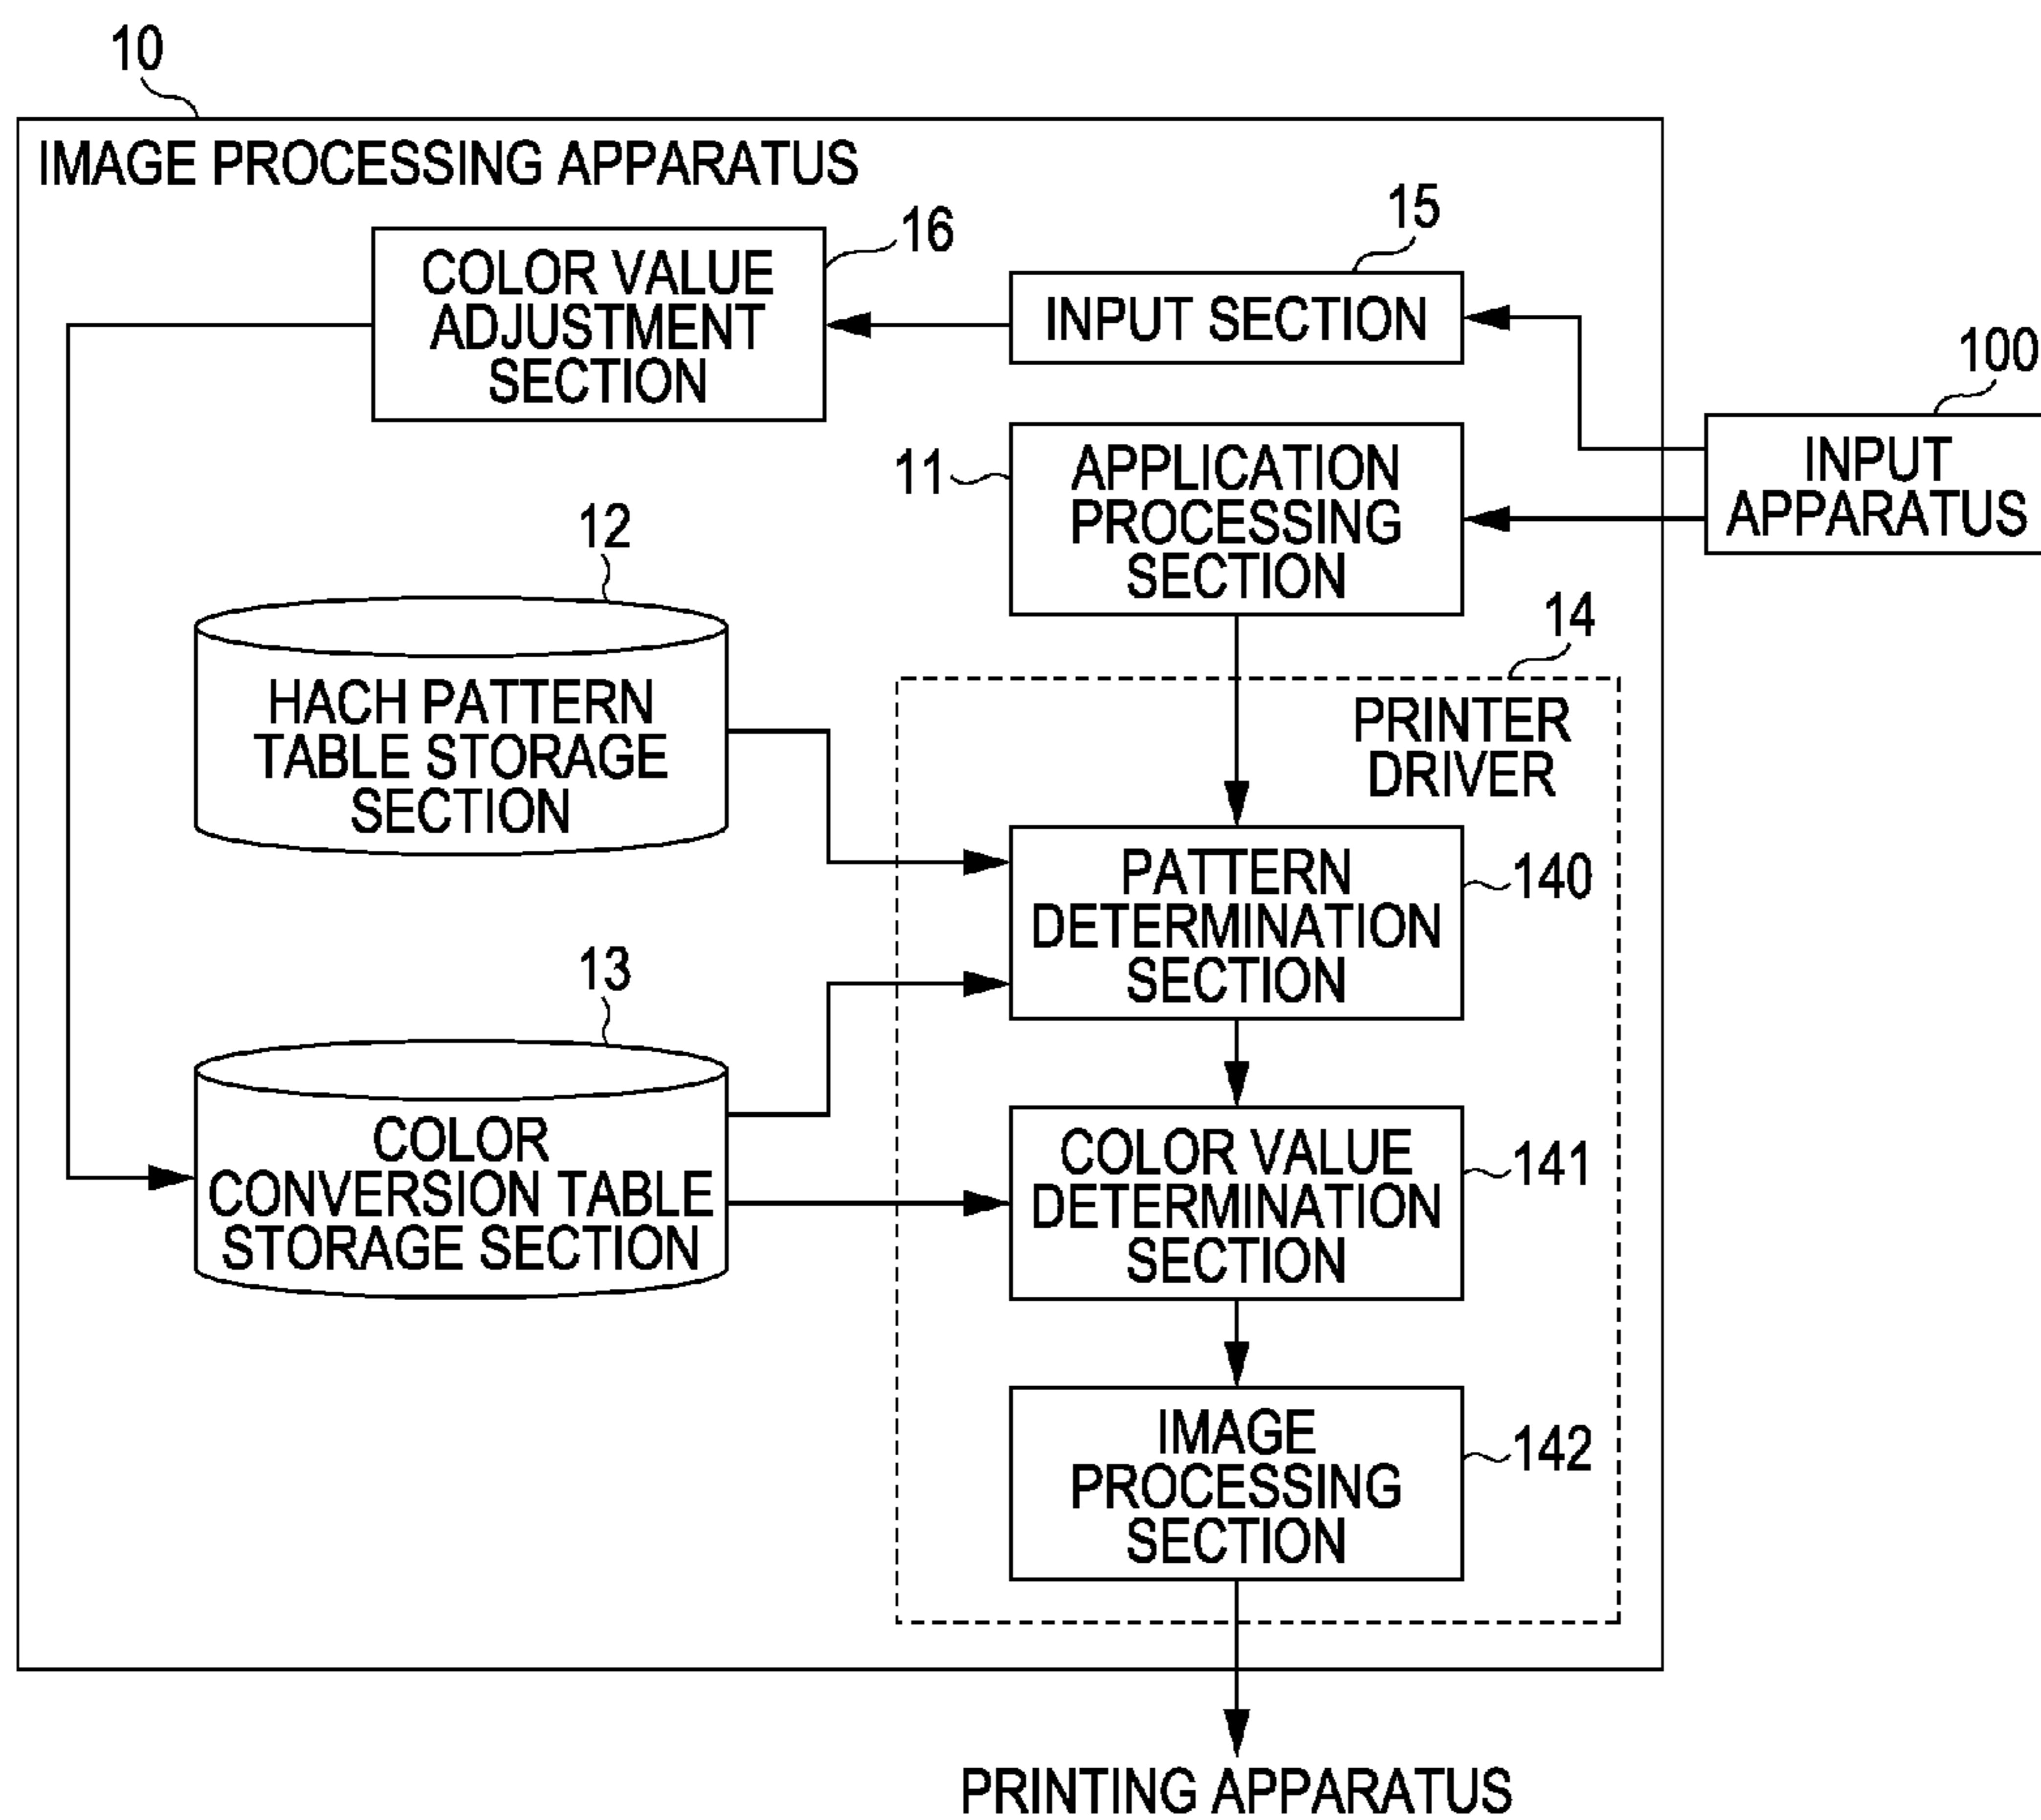 10
IMAGE PROCESSING APPARATUS
16
COLOR VALUE
ADJUSTMENT
SECTION
15
INPUT SECTION
100
INPUT
APPARATUS
11
APPLICATION
PROCESSING
SECTION
12
HACH PATTERN
TABLE STORAGE
SECTION
14
PRINTER
DRIVER
PATTERN
DETERMINATION
SECTION
140
13
COLOR
CONVERSION TABLE
STORAGE SECTION
COLOR VALUE
DETERMINATION
SECTION
141
IMAGE
PROCESSING
SECTION
142
PRINTING APPARATUS